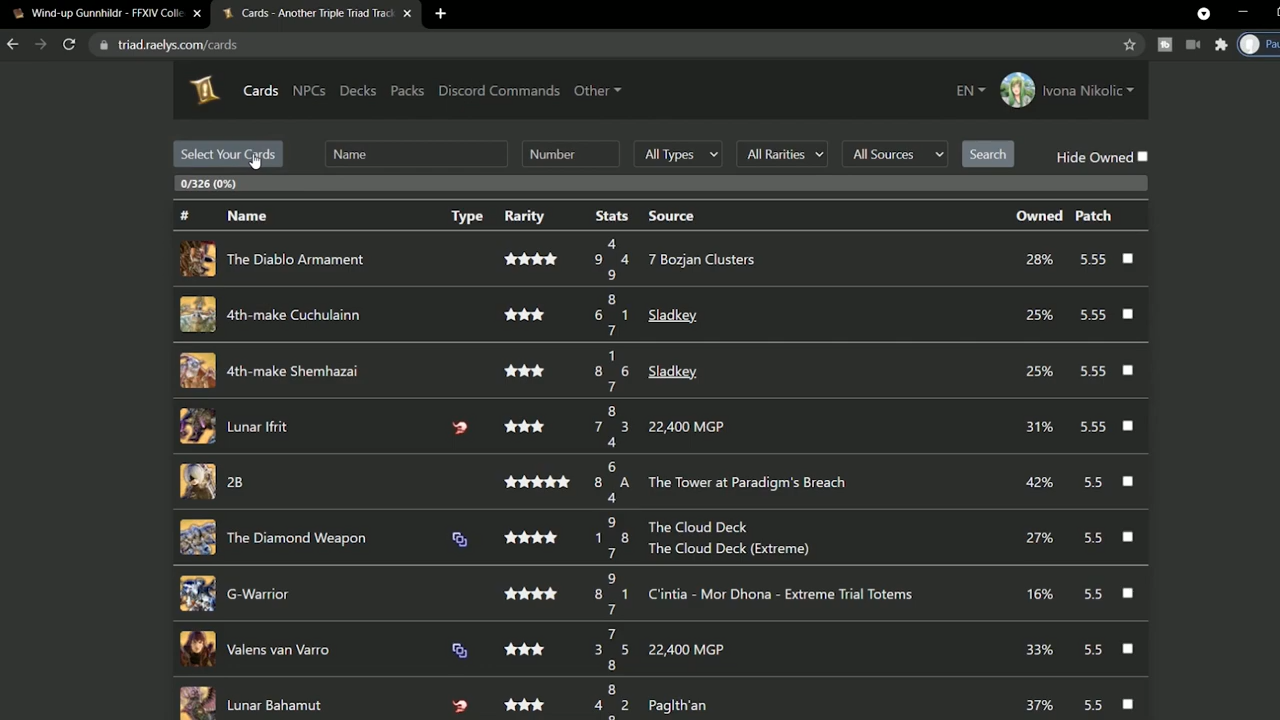 Wind-up Gunnhildr - FFXIV Colle
Cards - Another Triple Triad Track
triad.raelys.com/cards
Pau
Cards NPCs Decks Packs Discord Commands Other EN Ivona Nikolic
Select Your Cards Name Number All Types All Rarities All Sources Search Hide Owned
0/326 (0%)
# Name Type Rarity Stats Source Owned Patch
4
The Diablo Armament 9 4 7 Bozjan Clusters 28% 5.55
9
8
4th-make Cuchulainn 6 1 Sladkey 25% 5.55
7
1
4th-make Shemhazai 8 6 Sladkey 25% 5.55
7
8
Lunar Ifrit 7 3 22,400 MGP 31% 5.55
4
6
2B 8 A The Tower at Paradigm's Breach 42% 5.5
4
9 The Cloud Deck
The Diamond Weapon 1 8 27% 5.5
7 The Cloud Deck (Extreme)
9
G-Warrior 8 1 C'intia - Mor Dhona - Extreme Trial Totems 16% 5.5
7
7
Valens van Varro 3 5 22,400 MGP 33% 5.5
8
8
Lunar Bahamut 4 2 Paglth'an 37% 5.5